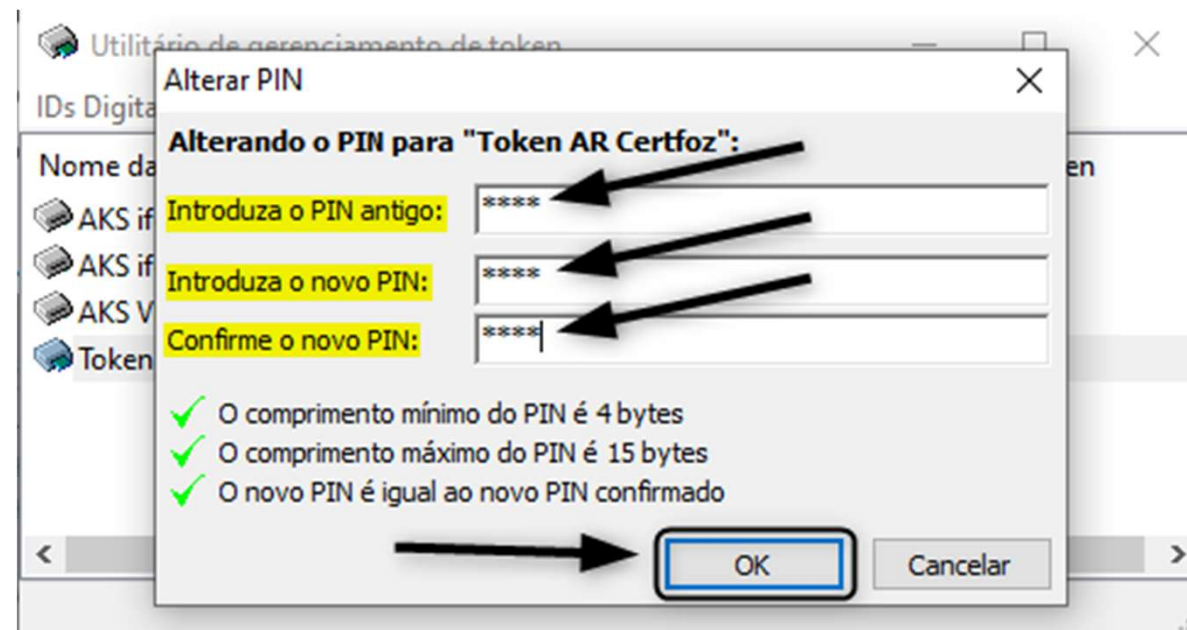 Utilitário de gerenciamento de token
Alterar PIN
IDs Digita
Alterando o PIN para "Token AR Certfoz":
Nome da
en
Introduza o PIN antigo: ****
AKS if
Introduza o novo PIN: ****
AKS if
AKS V
Confirme o novo PIN: ****
Token
O comprimento mínimo do PIN é 4 bytes
O comprimento máximo do PIN é 15 bytes
O novo PIN é igual ao novo PIN confirmado
OK
Cancelar